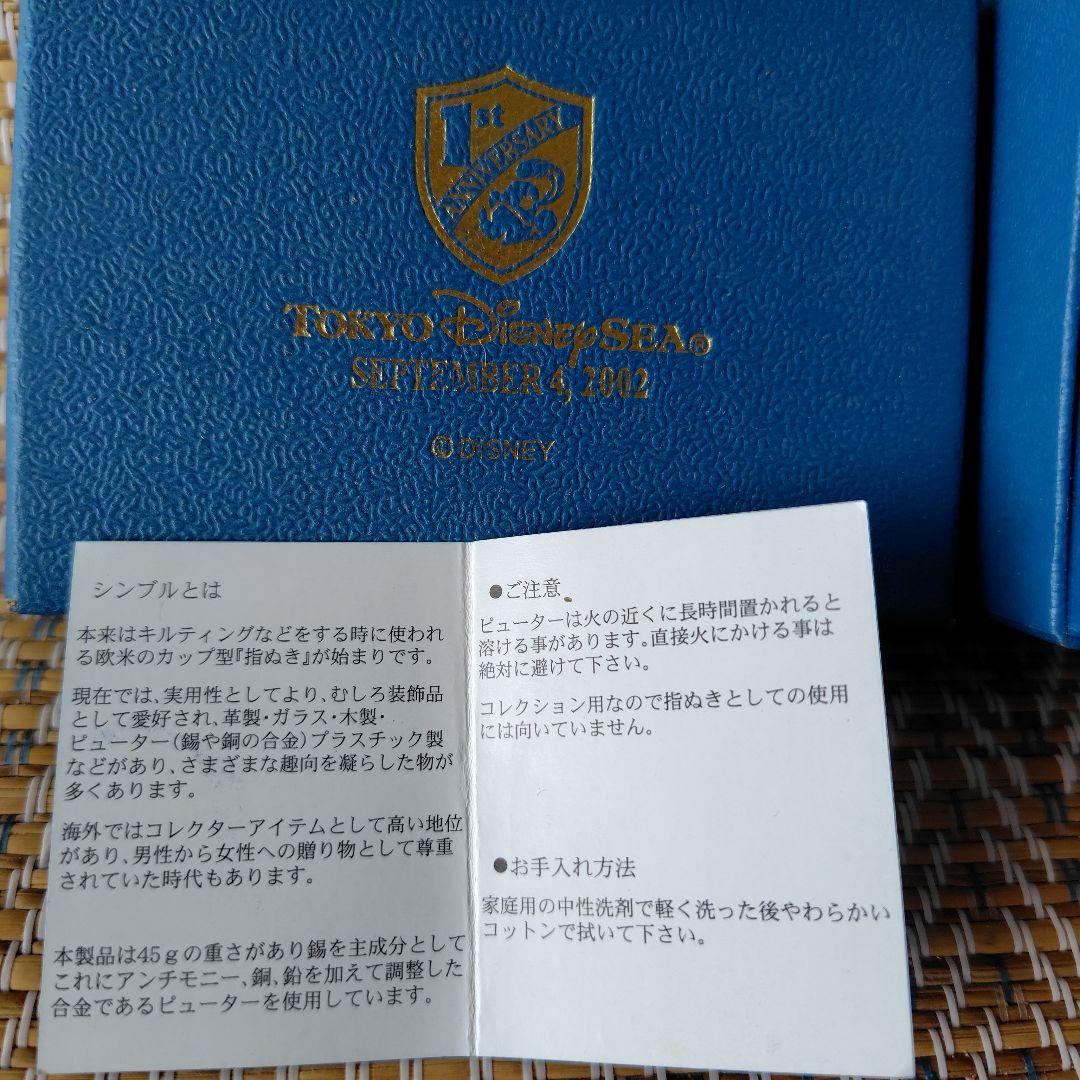 1st
ANNIVERSARY
TOKYO DISNEYSEA®
SEPTEMBER 4, 2002
©DISNEY
シンブルとは
本来はキルティングなどをする時に使われ
る欧米のカップ型『指ぬき』が始まりです。
現在では、実用性としてより、むしろ装飾品
として愛好され、革製・ガラス・木製・
ピューター(錫や銅の合金)プラスチック製
などがあり、さまざまな趣向を凝らした物が
多くあります。
海外ではコレクターアイテムとして高い地位
があり、男性から女性への贈り物として尊重
されていた時代もあります。
本製品は45gの重さがあり錫を主成分として
これにアンチモニー、銅、鉛を加えて調整した
合金であるピューターを使用しています。
●ご注意
ピューターは火の近くに長時間置かれると
溶ける事があります。直接火にかける事は
絶対に避けて下さい。
コレクション用なので指ぬきとしての使用
には向いていません。
●お手入れ方法
家庭用の中性洗剤で軽く洗った後やわらかい
コットンで拭いて下さい。